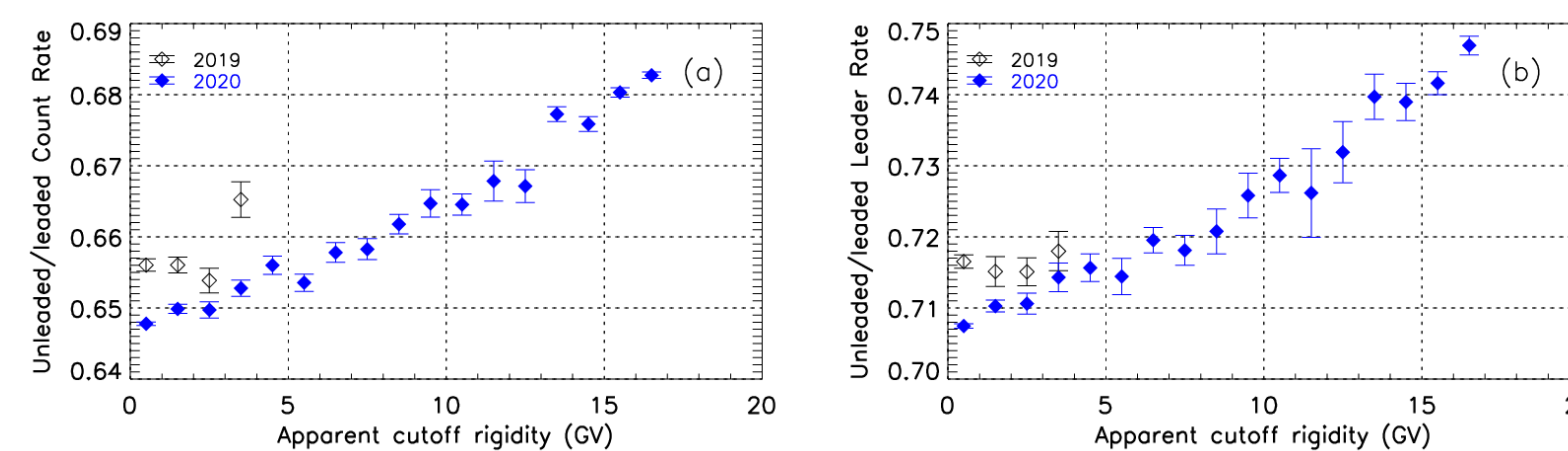 Unleaded/leaded Count Rate
0.69
0.68
0.67
0.66
0.65
0.64
2019
2020
(a)
0 5 10 15 20
Apparent cutoff rigidity (GV)
Unleaded/leaded Leader Rate
0.75
0.74
0.73
0.72
0.71
0.70
2019
2020
(b)
0 5 10 15
Apparent cutoff rigidity (GV)